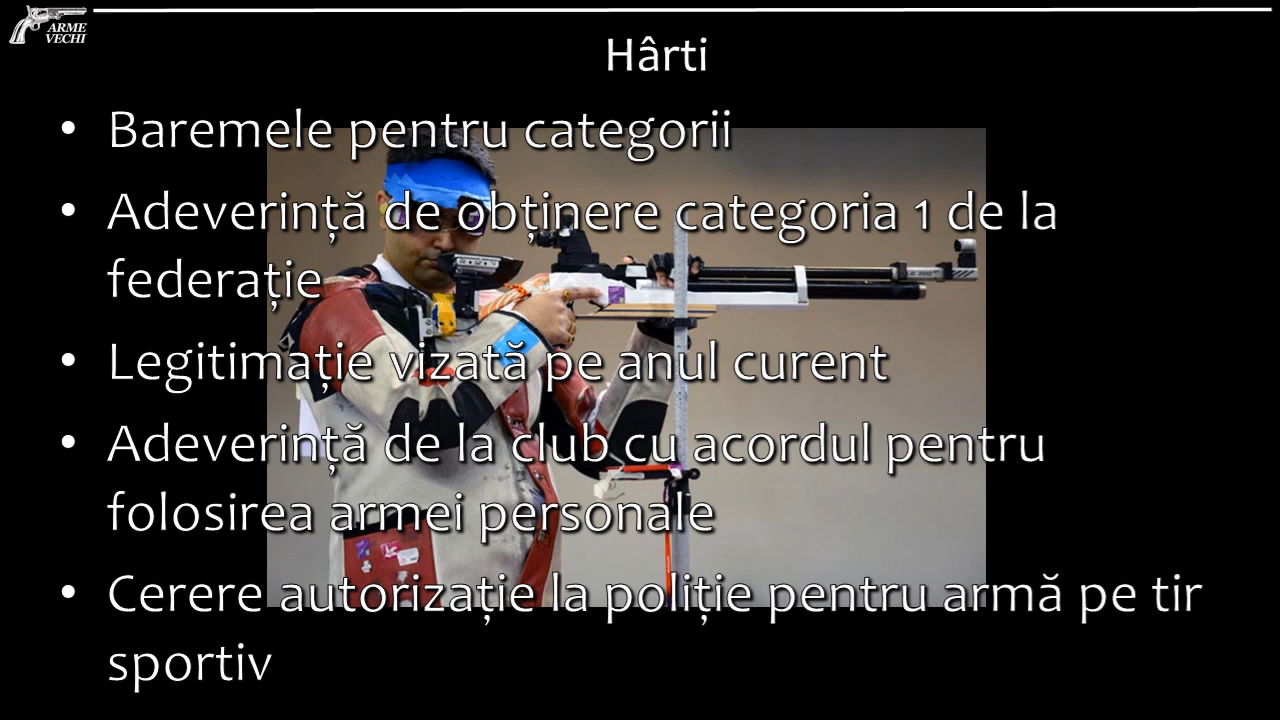 ARME
VECHI
Hârti
• Baremele pentru categorii
• Adeverință de obținere categoria 1 de la
federație
• Legitimație vizată pe anul curent
• Adeverință de la club cu acordul pentru
folosirea armei personale
• Cerere autorizație la poliție pentru armă pe tir
sportiv